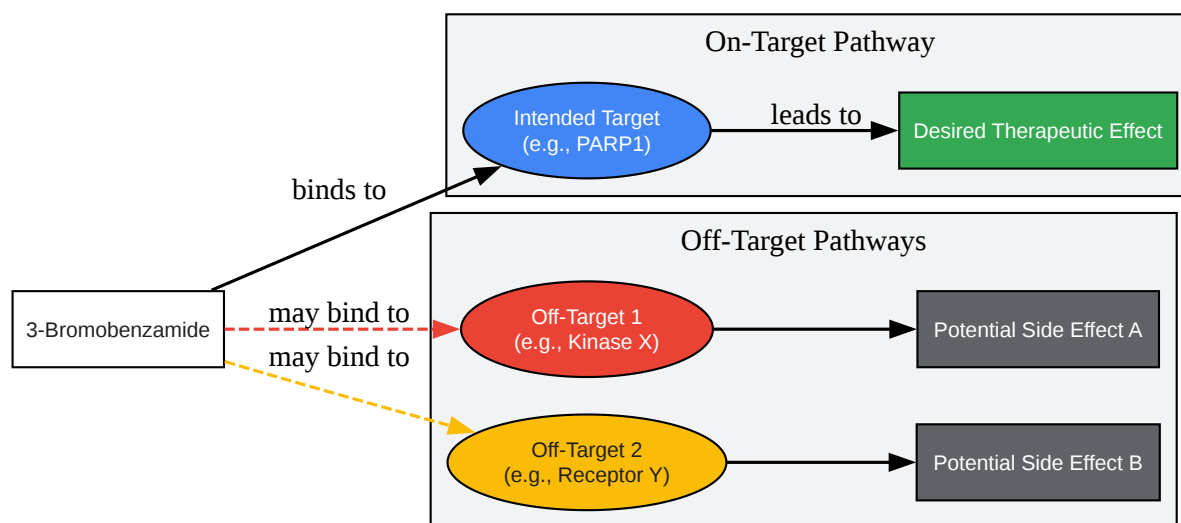 On-Target Pathway
Intended Target
(e.g., PARP1)
leads to
Desired Therapeutic Effect
binds to
Off-Target Pathways
3-Bromobenzamide
may bind to
Off-Target 1
(e.g., Kinase X)
Potential Side Effect A
may bind to
Off-Target 2
(e.g., Receptor Y)
Potential Side Effect B